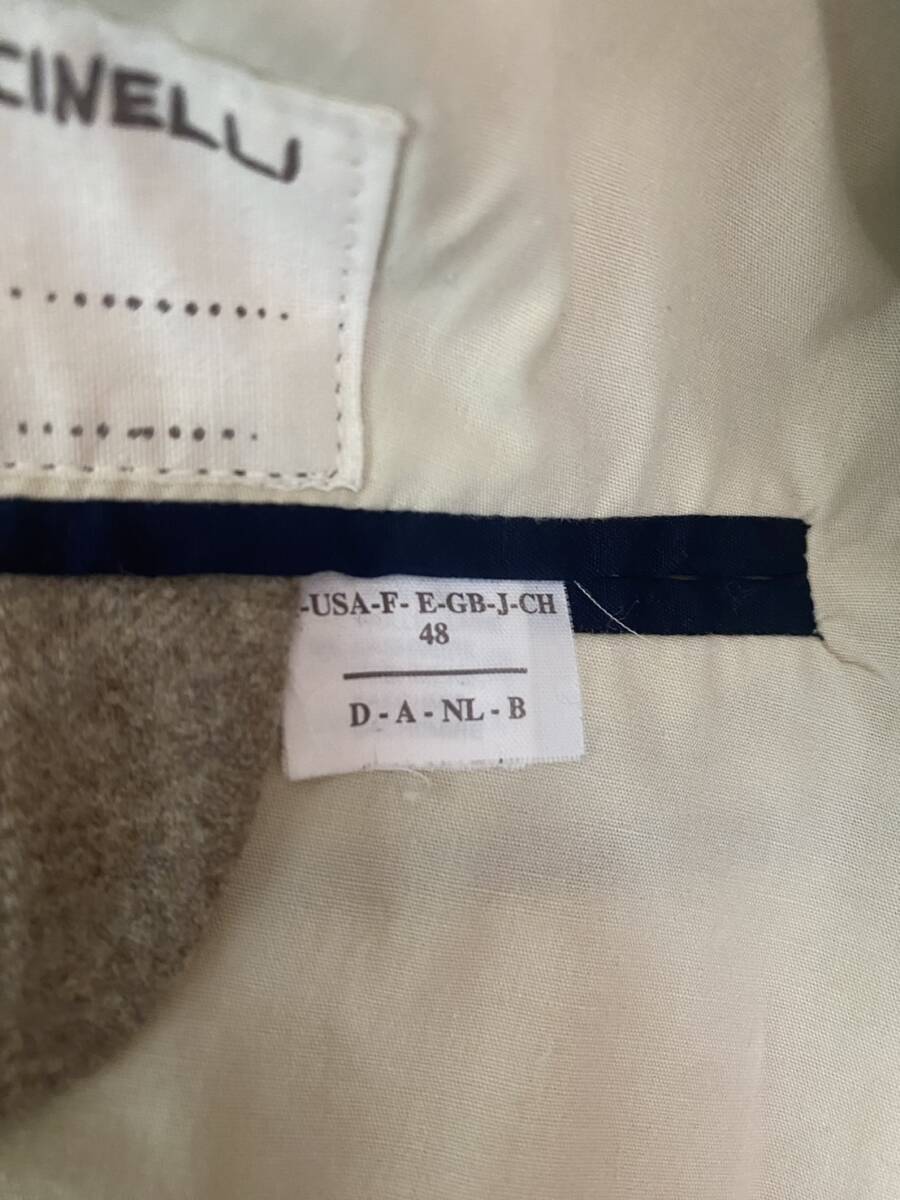 CINELLI
-USA-F- E-GB-J-CH
48
D - A - NL - B